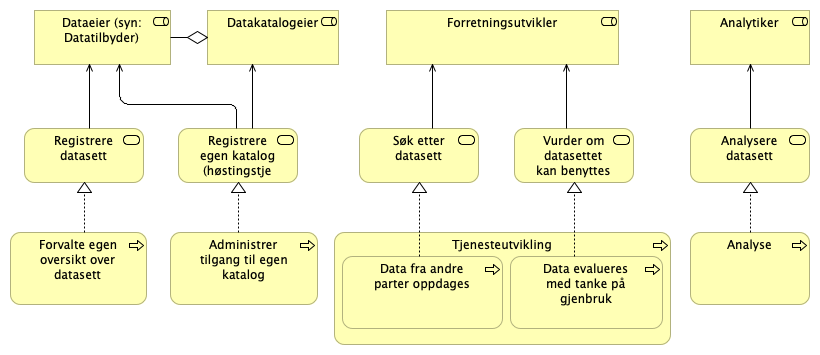 Dataeier (syn:
Datatilbyder)
Datakatalogeier
Forretningsutvikler
Analytiker
Registrere
datasett
Registrere
egen katalog
(høstingstje
Søk etter
datasett
Vurder om
datasettet
kan benyttes
Analysere
datasett
Forvalte egen
oversikt over
datasett
Administrer
tilgang til egen
katalog
Tjenesteutvikling
Data fra andre
parter oppdages
Data evalueres
med tanke på
gjenbruk
Analyse